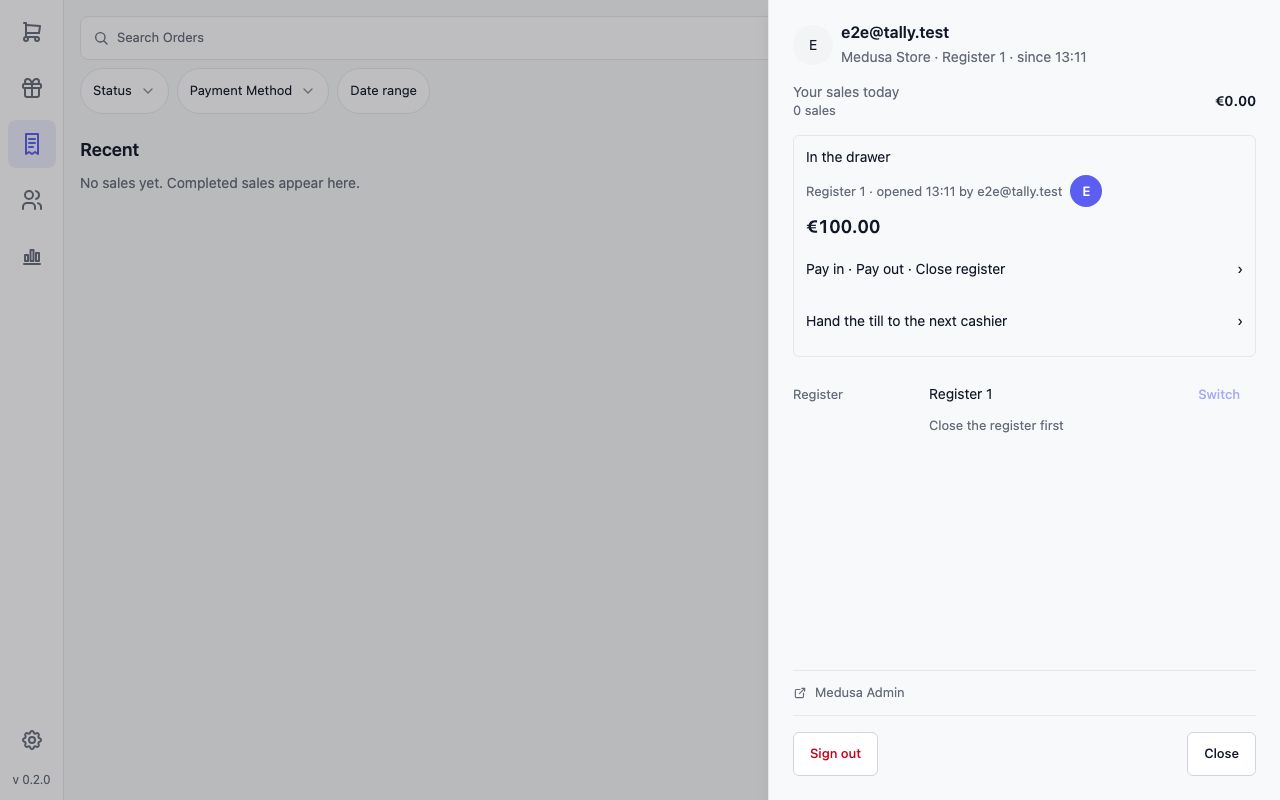 Search Orders
Status
Payment Method
Date range
Recent
No sales yet. Completed sales appear here.
v 0.2.0
E
e2e@tally.test
Medusa Store · Register 1 · since 13:11
Your sales today
0 sales
€0.00
In the drawer
Register 1 · opened 13:11 by e2e@tally.test
E
€100.00
Pay in · Pay out · Close register ›
Hand the till to the next cashier ›
Register
Register 1
Switch
Close the register first
Medusa Admin
Sign out
Close